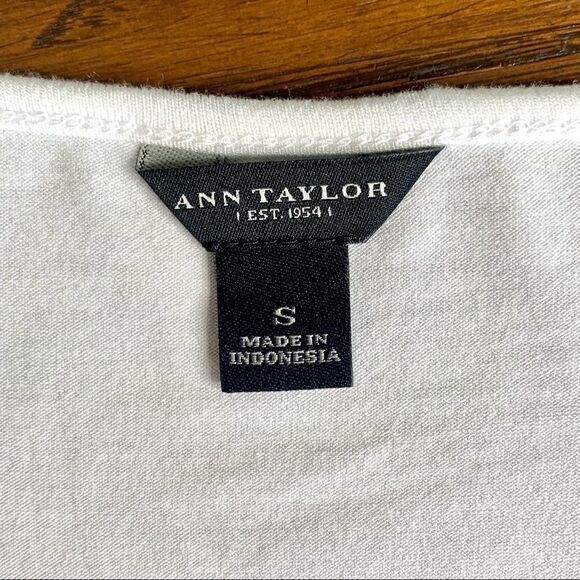 ANN TAYLOR
EST. 1954
S
MADE IN
INDONESIA